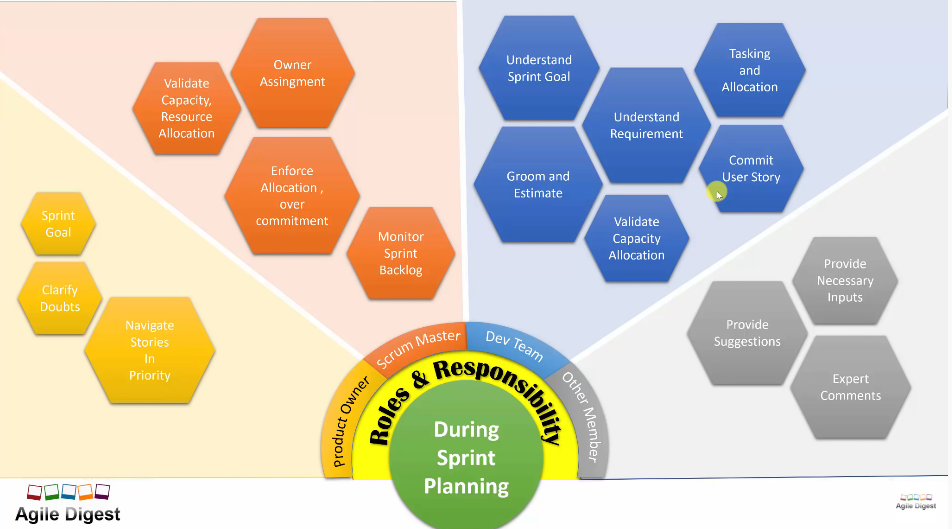 Sprint
Goal
Clarify
Doubts
Navigate
Stories
In
Priority
Validate
Capacity,
Resource
Allocation
Owner
Assingment
Enforce
Allocation ,
over
commitment
Monitor
Sprint
Backlog
Understand
Sprint Goal
Understand
Requirement
Tasking
and
Allocation
Groom and
Estimate
Commit
User Story
Validate
Capacity
Allocation
Provide
Necessary
Inputs
Provide
Suggestions
Expert
Comments
Product Owner
Scrum Master
Dev Team
Other Member
Roles & Responsibility
During
Sprint
Planning
Agile Digest
Agile Digest